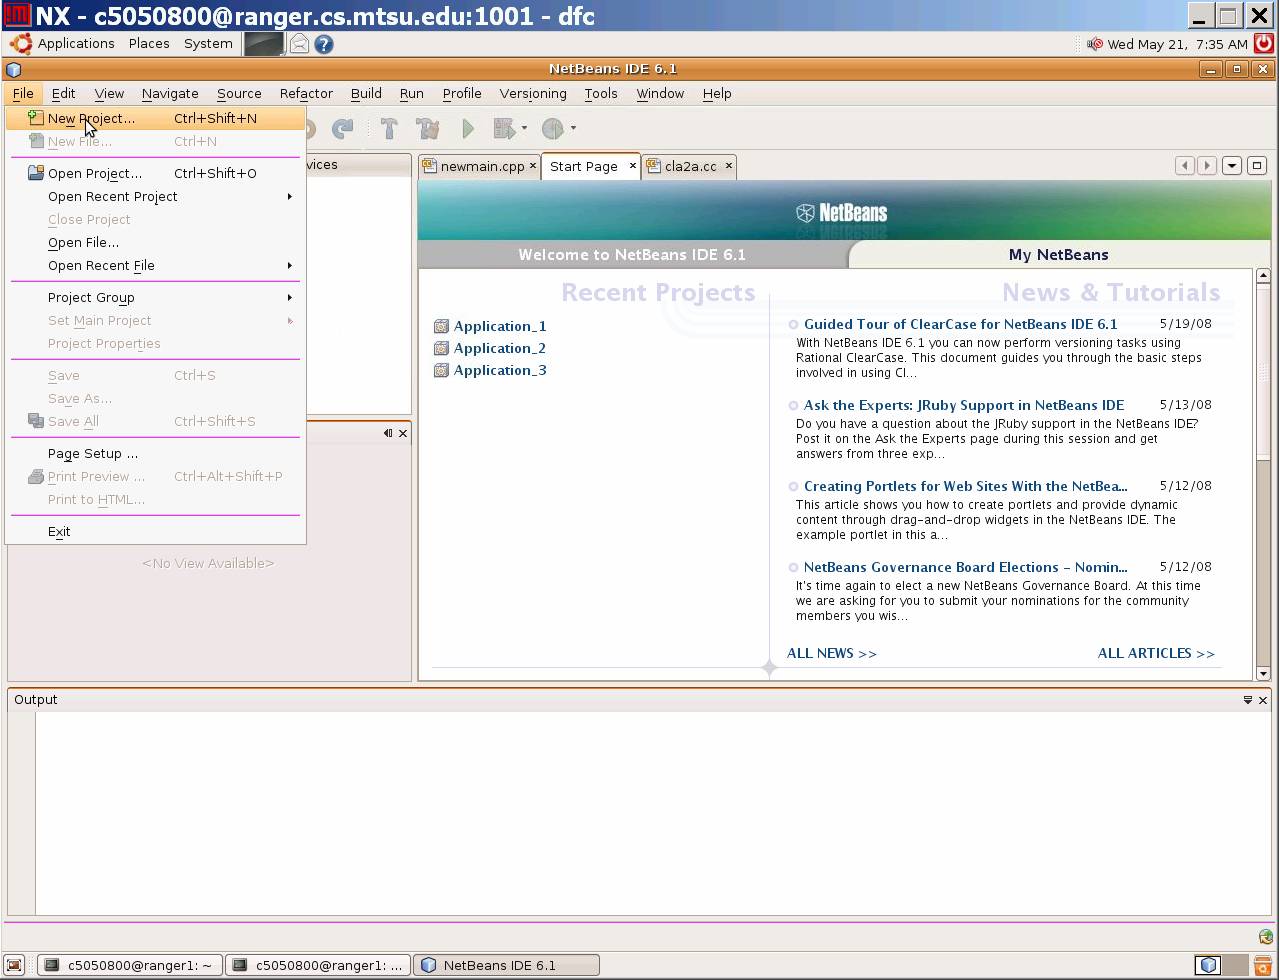 NX - c5050800@ranger.cs.mtsu.edu:1001 - dfc
Applications Places System
Wed May 21, 7:35 AM
NetBeans IDE 6.1
File Edit View Navigate Source Refactor Build Run Profile Versioning Tools Window Help
New Project... Ctrl+Shift+N
New File... Ctrl+N
Open Project... Ctrl+Shift+O
Open Recent Project
Close Project
Open File...
Open Recent File
Project Group
Set Main Project
Project Properties
Save Ctrl+S
Save As...
Save All Ctrl+Shift+S
Page Setup ...
Print Preview ... Ctrl+Alt+Shift+P
Print to HTML...
Exit
vices
<No View Available>
newmain.cpp Start Page cla2a.cc
NetBeans
Welcome to NetBeans IDE 6.1
My NetBeans
Recent Projects
Application_1
Application_2
Application_3
News & Tutorials
Guided Tour of ClearCase for NetBeans IDE 6.1 5/19/08
With NetBeans IDE 6.1 you can now perform versioning tasks using
Rational ClearCase. This document guides you through the basic steps
involved in using Cl...
Ask the Experts: JRuby Support in NetBeans IDE 5/13/08
Do you have a question about the JRuby support in the NetBeans IDE?
Post it on the Ask the Experts page during this session and get
answers from three exp...
Creating Portlets for Web Sites With the NetBea... 5/12/08
This article shows you how to create portlets and provide dynamic
content through drag-and-drop widgets in the NetBeans IDE. The
example portlet in this a...
NetBeans Governance Board Elections – Nomin... 5/12/08
It's time again to elect a new NetBeans Governance Board. At this time
we are asking for you to submit your nominations for the community
members you wis...
ALL NEWS >> ALL ARTICLES >>
Output
c5050800@ranger1: ~ c5050800@ranger1: ... NetBeans IDE 6.1